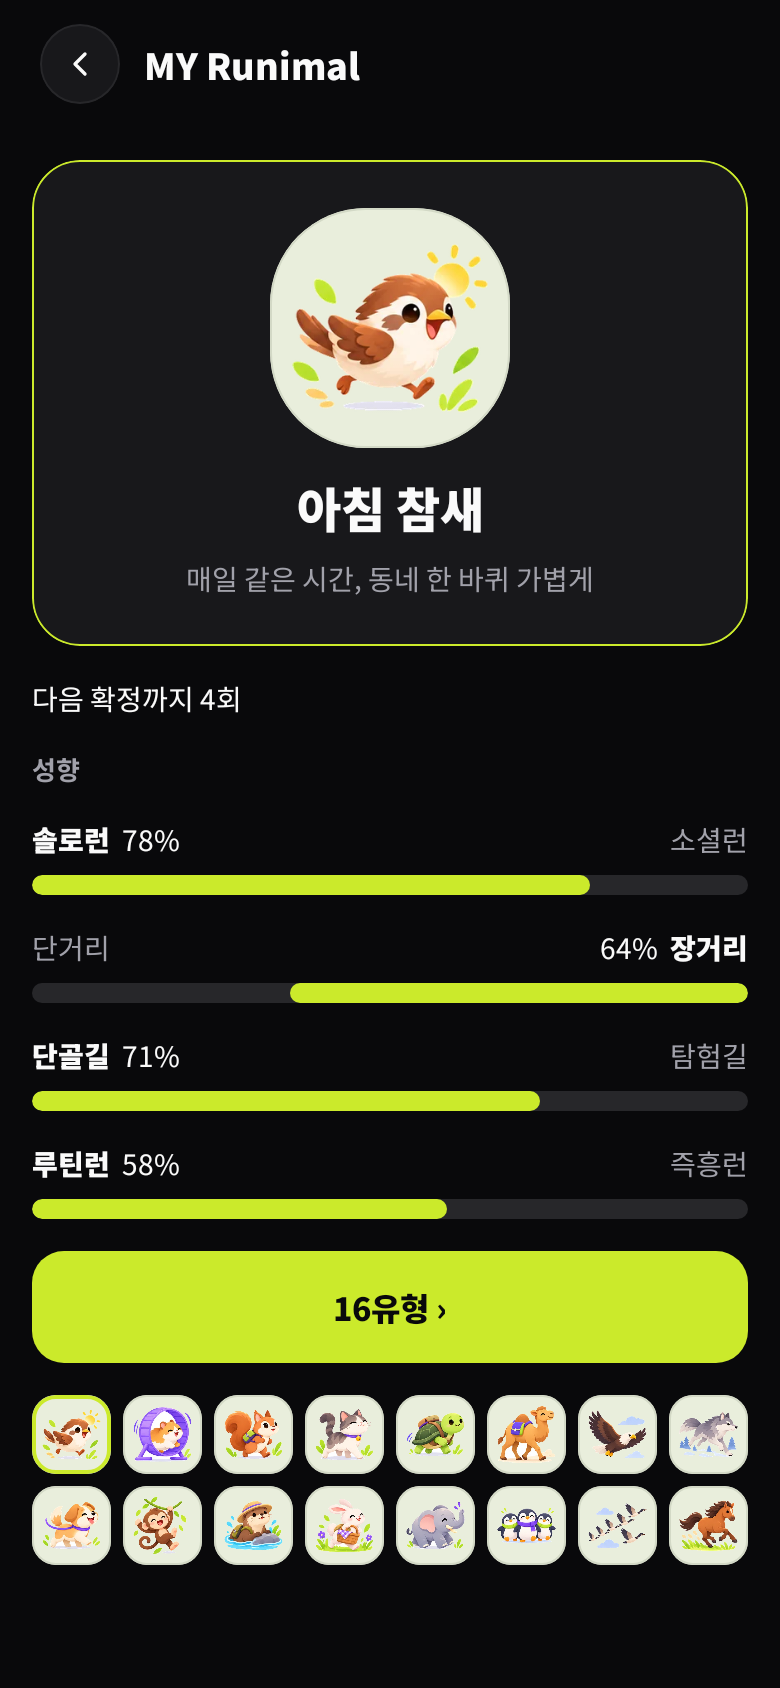 MY Runimal
아침 참새
매일 같은 시간, 동네 한 바퀴 가볍게
다음 확정까지 4회
성향
솔로런 78% 소셜런
단거리 64% 장거리
단골길 71% 탐험길
루틴런 58% 즉흥런
16유형 ›